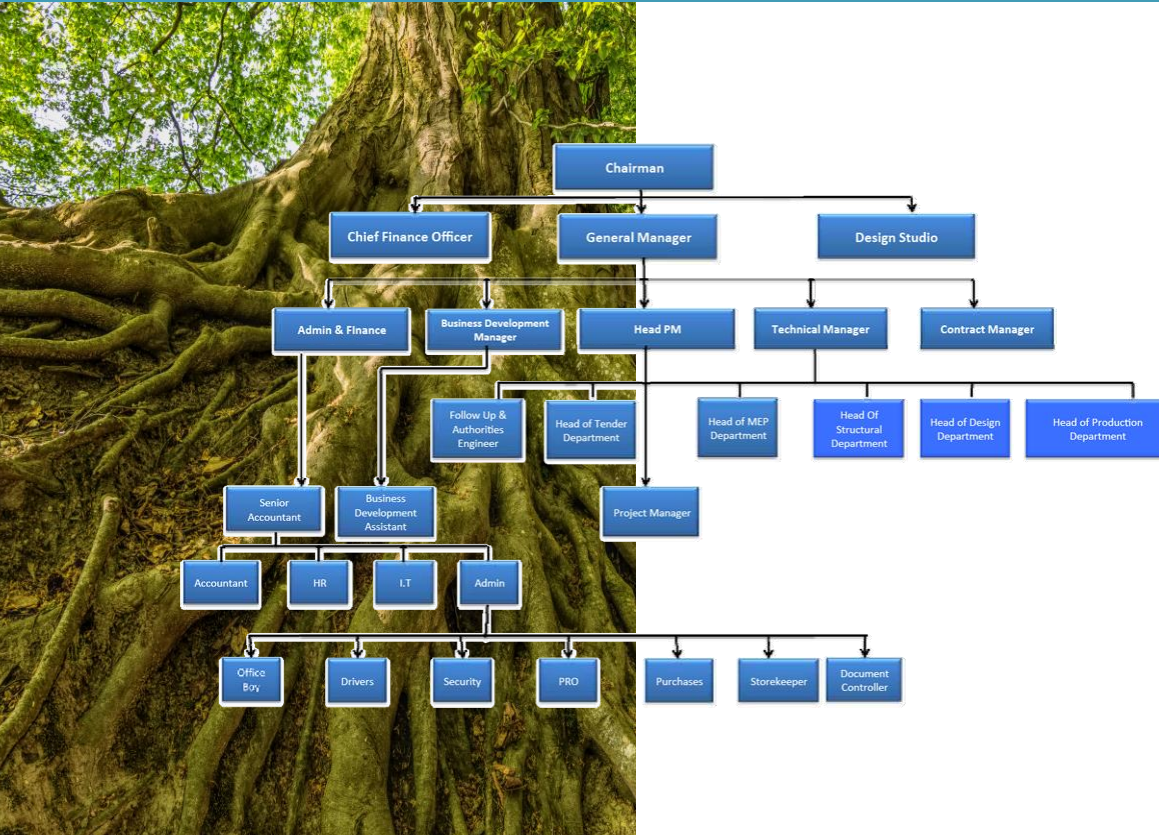 Chairman
Chief Finance Officer
General Manager
Design Studio
Admin & Finance
Business Development
Manager
Head PM
Technical Manager
Contract Manager
Follow Up &
Authorities
Engineer
Head of Tender
Department
Head of MEP
Department
Head Of
Structural
Department
Head of Design
Department
Head of Production
Department
Senior
Accountant
Business
Development
Assistant
Project Manager
Accountant
HR
I.T
Admin
Office
Boy
Drivers
Security
PRO
Purchases
Storekeeper
Document
Controller